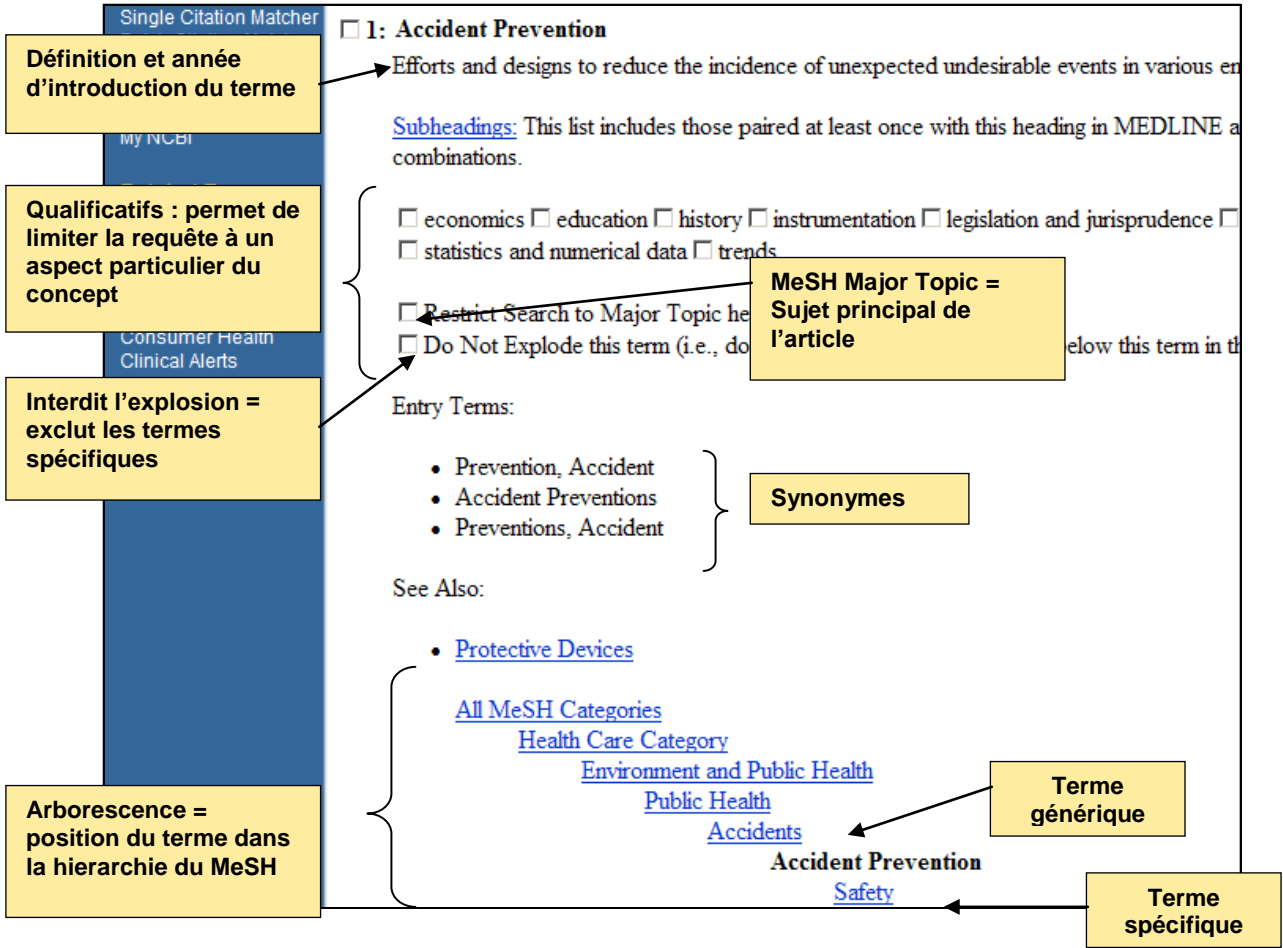 Single Citation Matcher
1: Accident Prevention
Définition et année
d’introduction du terme
Efforts and designs to reduce the incidence of unexpected undesirable events in various en
My NCBI
Subheadings: This list includes those paired at least once with this heading in MEDLINE a
combinations.
Qualificatifs : permet de
limiter la requête à un
aspect particulier du
concept
economics education history instrumentation legislation and jurisprudence
statistics and numerical data trends
MeSH Major Topic =
Sujet principal de
l’article
Restrict Search to Major Topic he
Do Not Explode this term (i.e., do
elow this term in th
Consumer Health
Clinical Alerts
Interdit l’explosion =
exclut les termes
spécifiques
Entry Terms:
• Prevention, Accident
• Accident Preventions
• Preventions, Accident
Synonymes
See Also:
• Protective Devices
All MeSH Categories
Health Care Category
Environment and Public Health
Public Health
Accidents
Accident Prevention
Safety
Arborescence =
position du terme dans
la hierarchie du MeSH
Terme
générique
Terme
spécifique